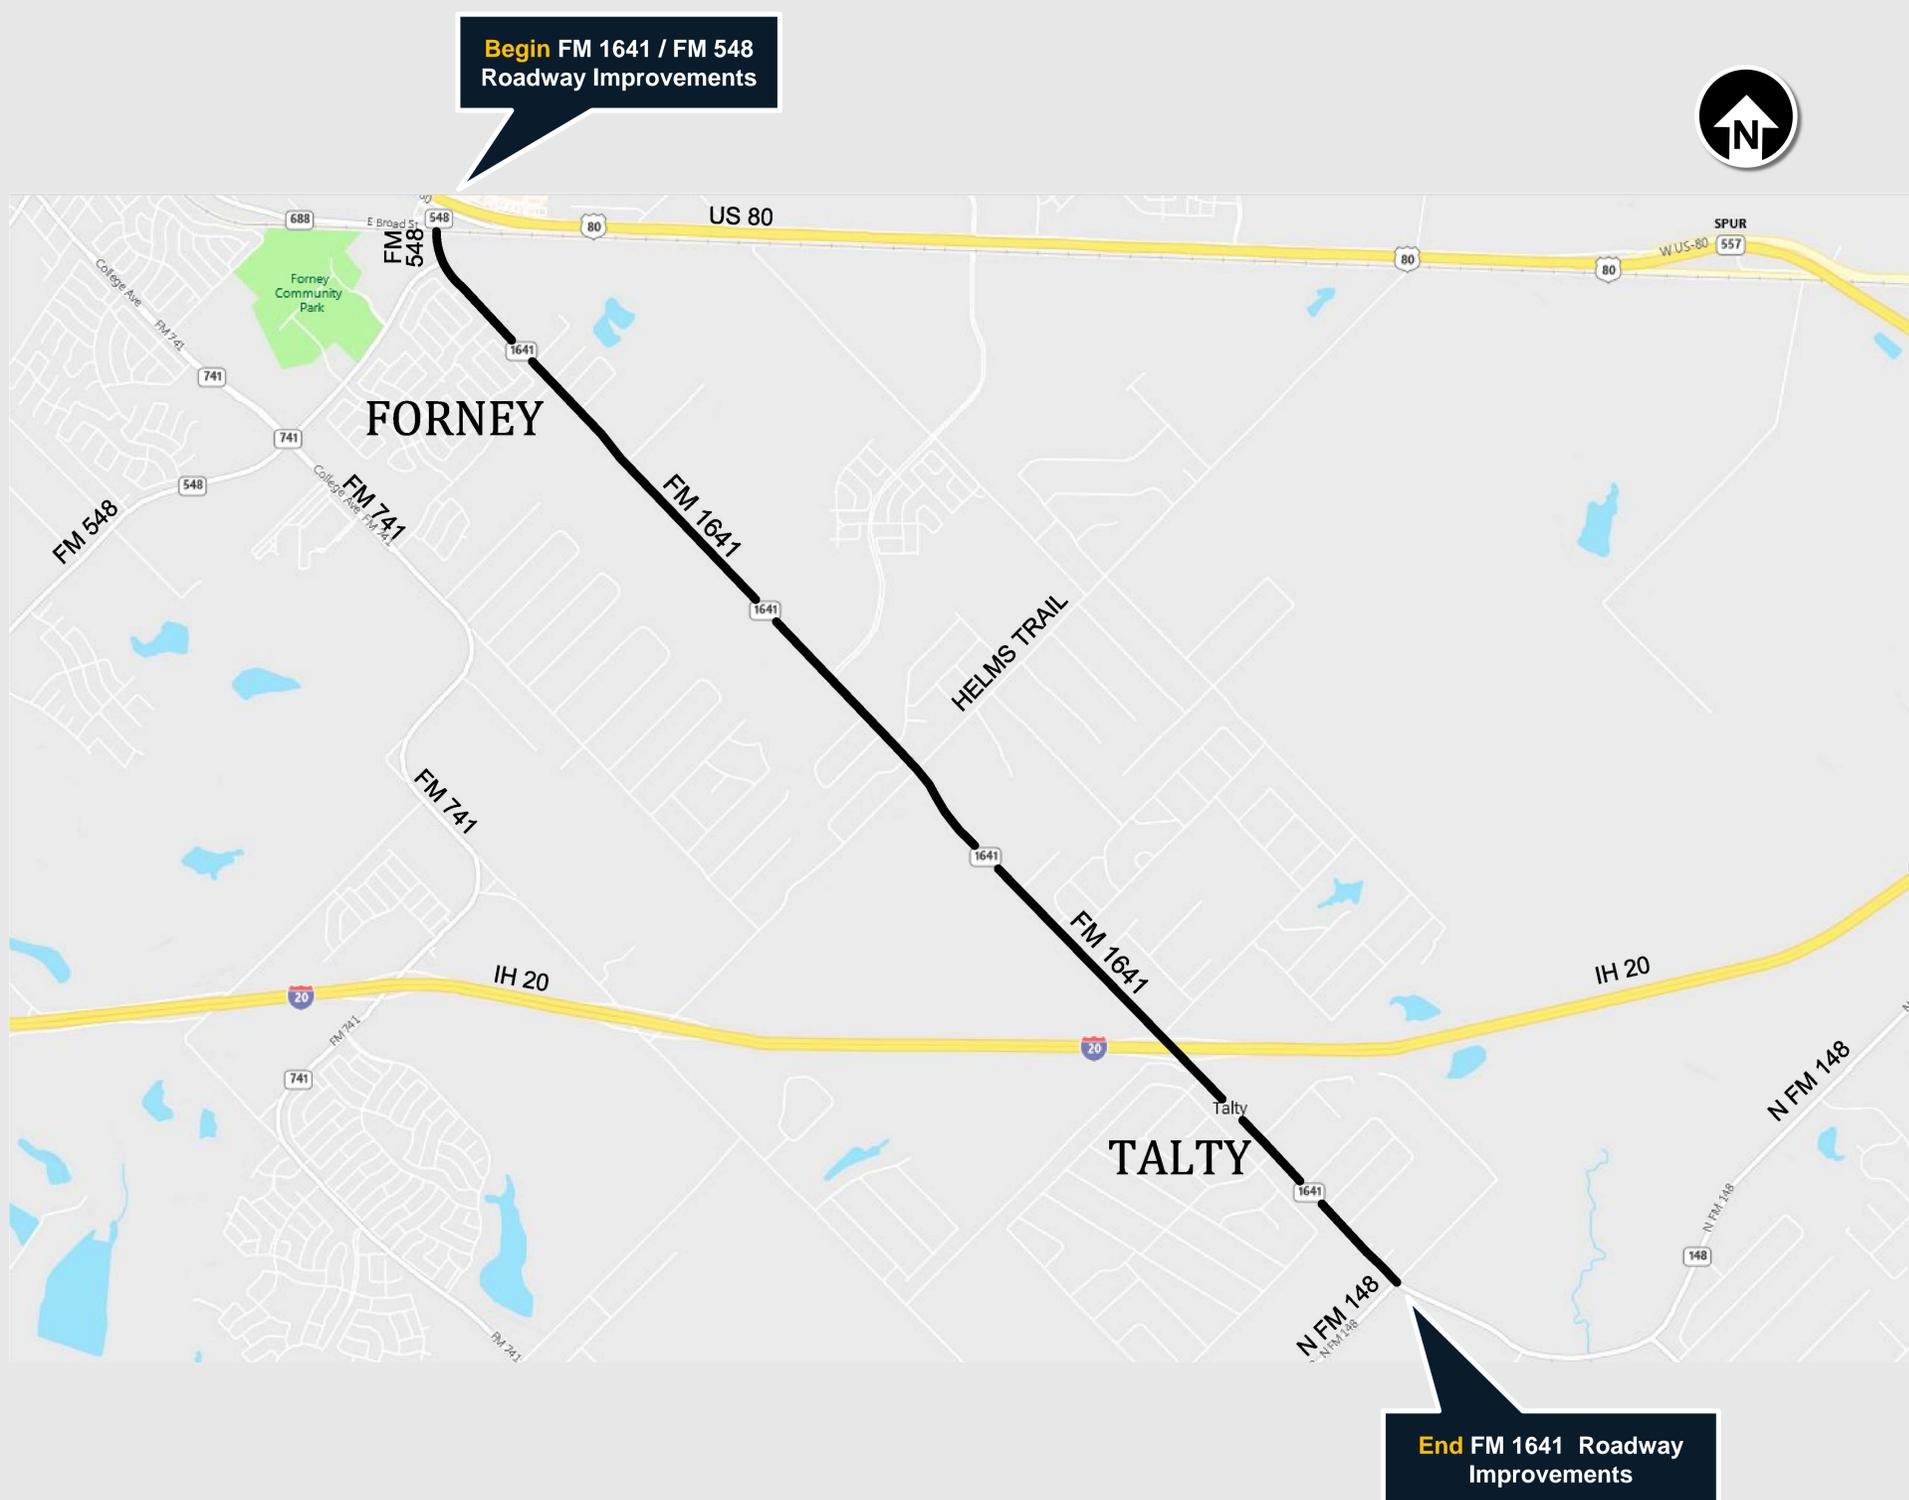 Begin FM 1641 / FM 548
Roadway Improvements
N
688
E Broad St
548
80
US 80
80
80
W US-80
SPUR
557
FM
548
Forney
Community
Park
College Ave
FM 741
741
1641
FORNEY
741
548
FM 548
College Ave
FM 741
FM 741
FM 1641
1641
HELMS TRAIL
FM 741
1641
FM 1641
IH 20
IH 20
20
20
FM 741
741
N FM 148
Talty
TALTY
1641
N FM 148
148
N FM 148
N FM 148
FM 741
End FM 1641 Roadway
Improvements